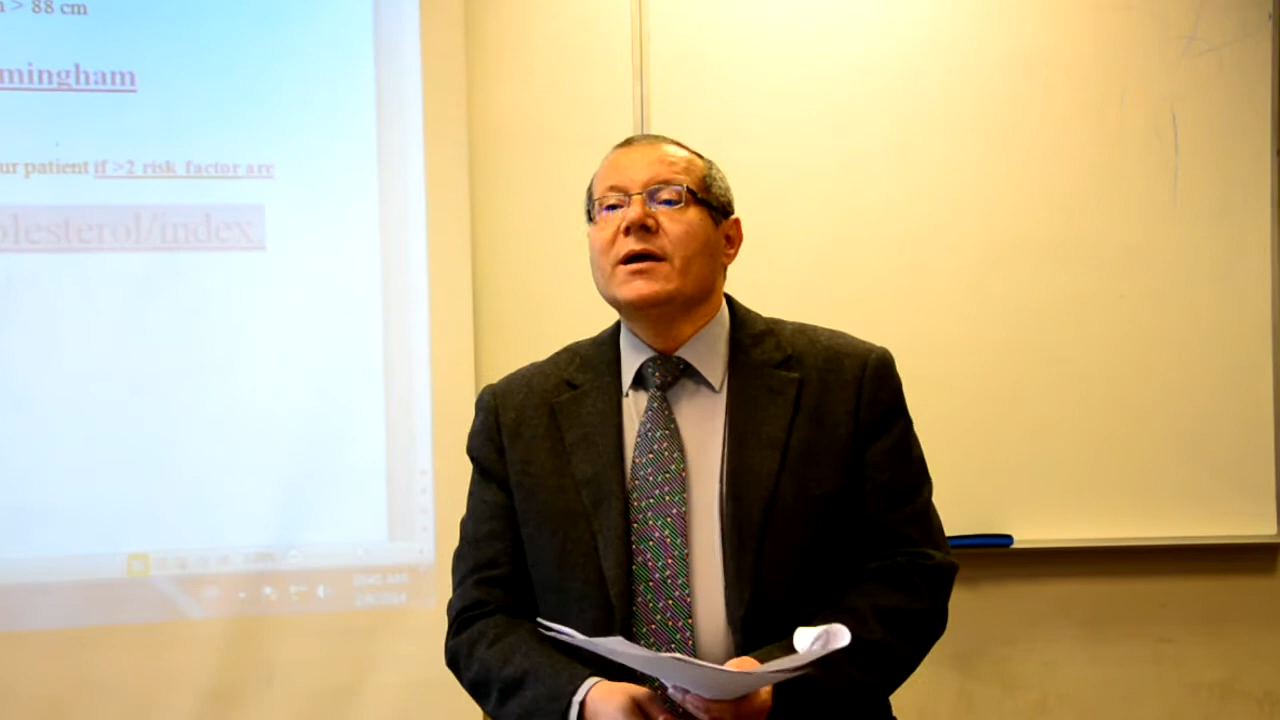 > 88 cm
mingham
ur patient if >2 risk factor are
olesterol/index